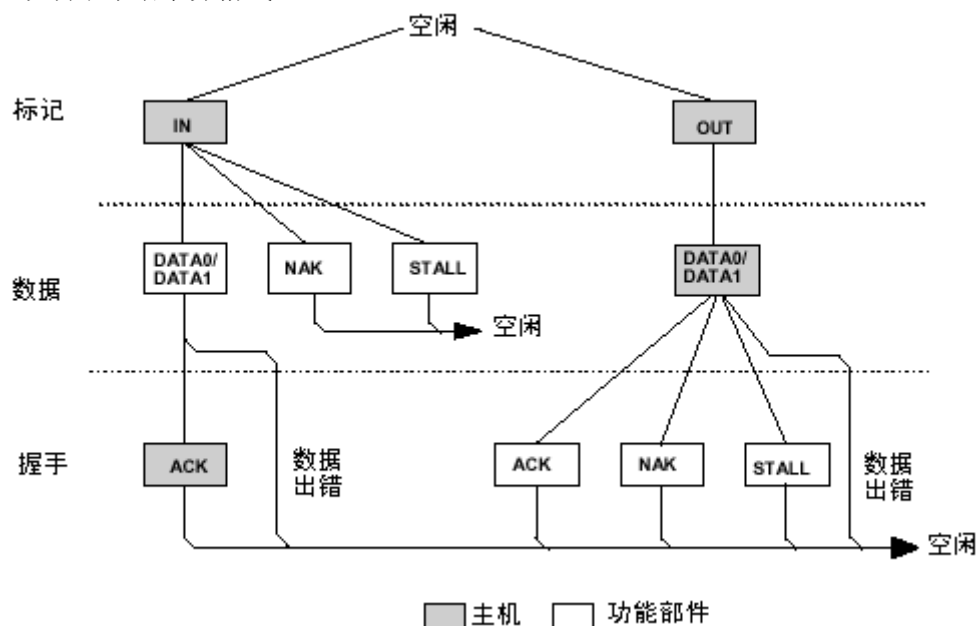 空闲
标记
IN
OUT
DATA0/
DATA1
NAK
STALL
DATA0/
DATA1
数据
空闲
握手
ACK
数据
出错
ACK
NAK
STALL
数据
出错
空闲
主机
功能部件